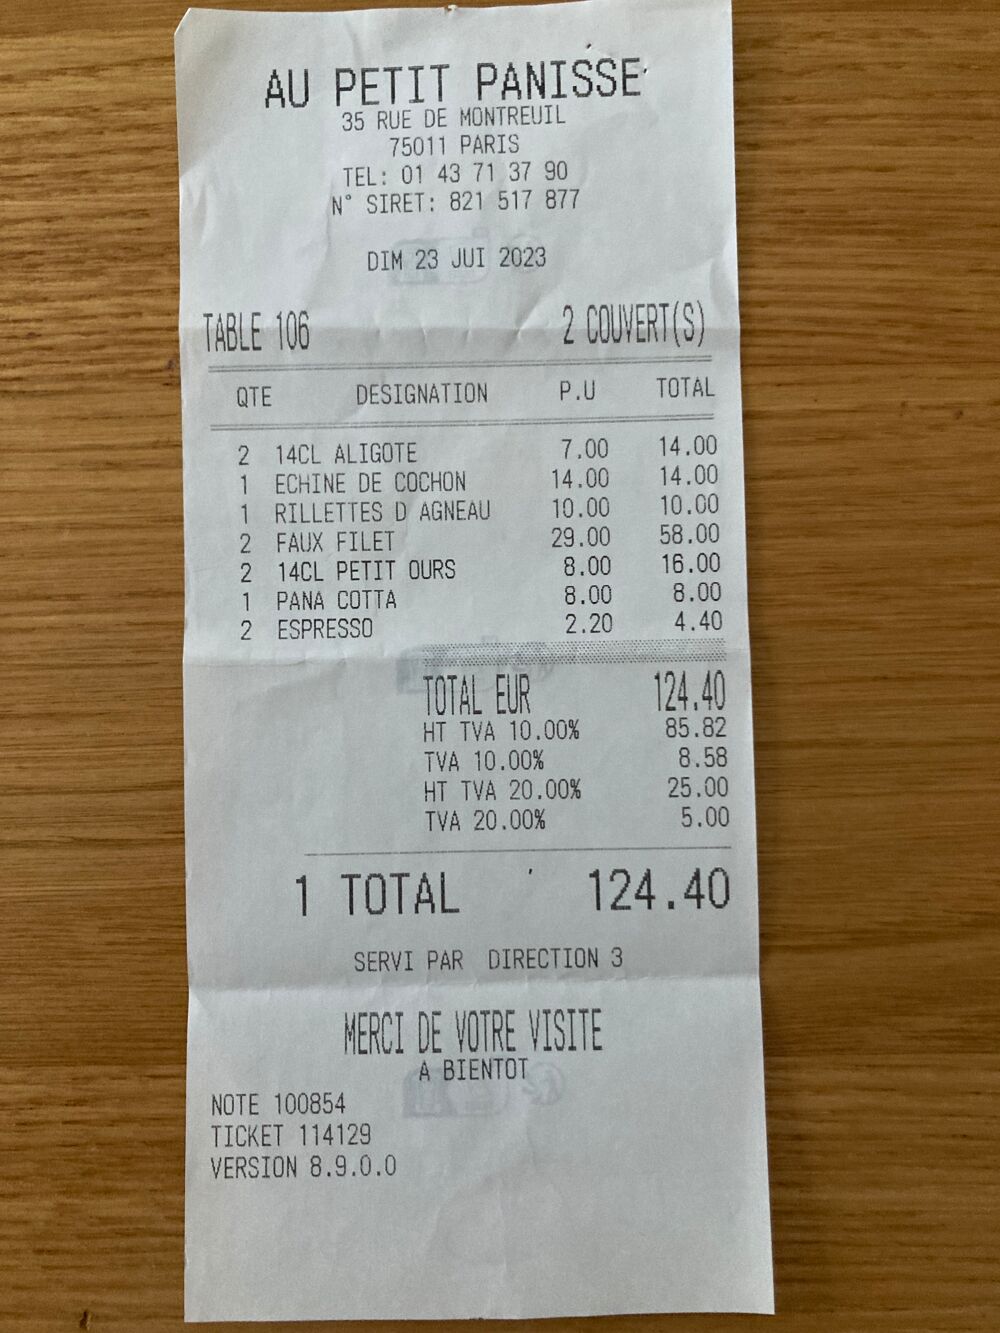 AU PETIT PANISSE
35 RUE DE MONTREUIL
75011 PARIS
TEL: 01 43 71 37 90
N° SIRET: 821 517 877
DIM 23 JUI 2023
TABLE 106 2 COUVERT(S)
QTE DESIGNATION P.U TOTAL
2 14CL ALIGOTE 7.00 14.00
1 ECHINE DE COCHON 14.00 14.00
1 RILLETTES D AGNEAU 10.00 10.00
2 FAUX FILET 29.00 58.00
2 14CL PETIT OURS 8.00 16.00
1 PANA COTTA 8.00 8.00
2 ESPRESSO 2.20 4.40
TOTAL EUR 124.40
HT TVA 10.00% 85.82
TVA 10.00% 8.58
HT TVA 20.00% 25.00
TVA 20.00% 5.00
1 TOTAL 124.40
SERVI PAR DIRECTION 3
MERCI DE VOTRE VISITE
A BIENTOT
NOTE 100854
TICKET 114129
VERSION 8.9.0.0